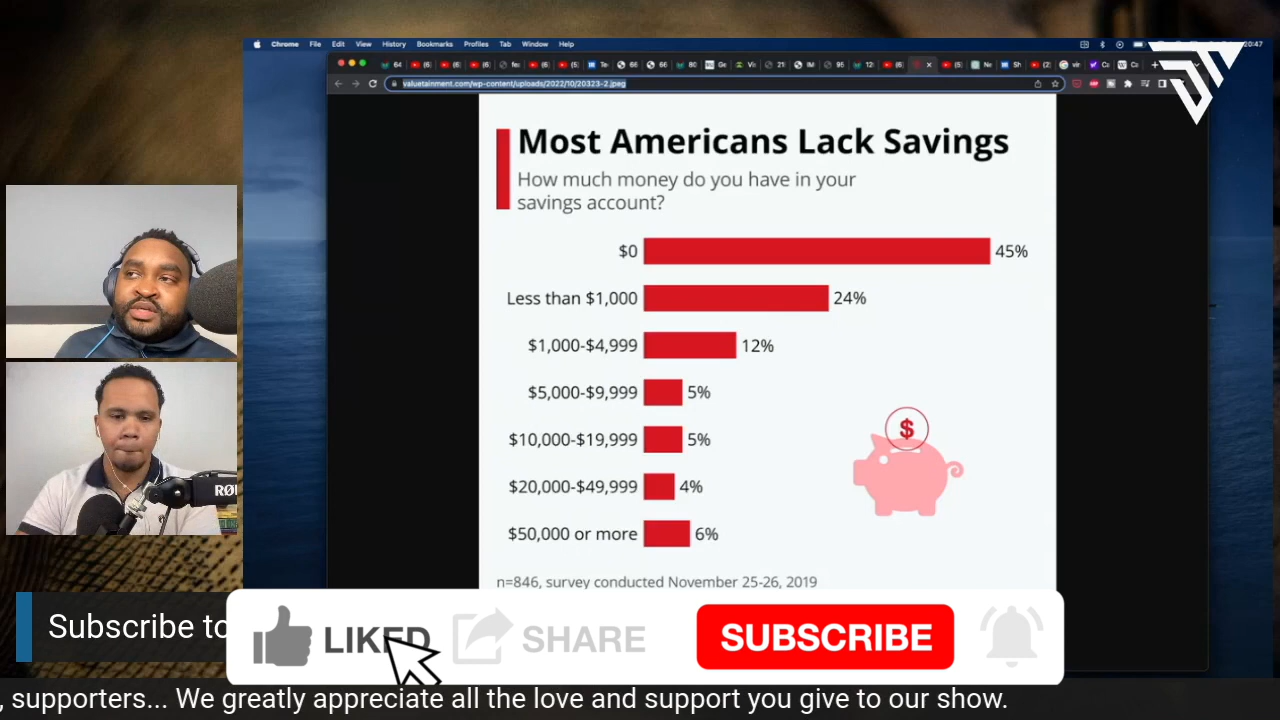 Chrome File Edit View History Bookmarks Profiles Tab Window Help
20:47
valuetainment.com/wp-content/uploads/2022/10/20323-2.jpeg
Most Americans Lack Savings
How much money do you have in your
savings account?
$0 45%
Less than $1,000 24%
$1,000-$4,999 12%
$5,000-$9,999 5%
$10,000-$19,999 5%
$
$20,000-$49,999 4%
$50,000 or more 6%
n=846, survey conducted November 25-26, 2019
Subscribe to
LIKED SHARE SUBSCRIBE
, supporters... We greatly appreciate all the love and support you give to our show.